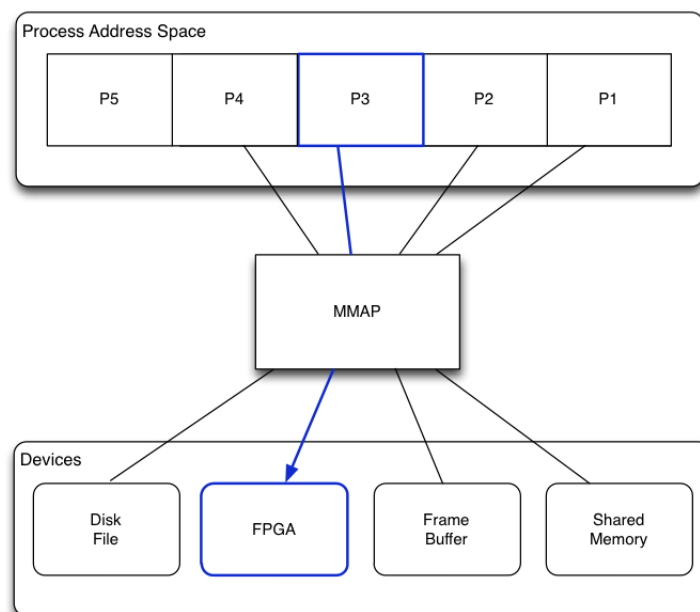 Process Address Space
P5
P4
P3
P2
P1
MMAP
Devices
Disk
File
FPGA
Frame
Buffer
Shared
Memory